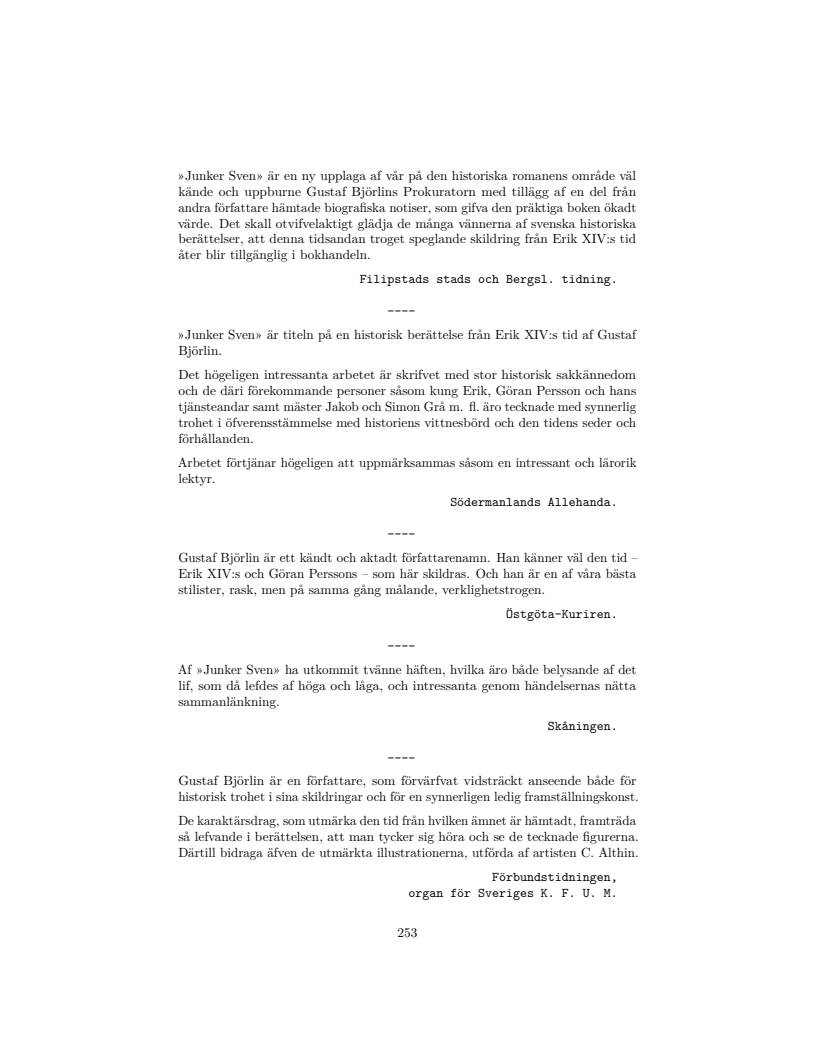 »Junker Sven» är en ny upplaga af vår på den historiska romanens område väl
kände och uppburne Gustaf Björlins Prokuratorn med tillägg af en del från
andra författare hämtade biografiska notiser, som gifva den präktiga boken ökadt
värde. Det skall otvifvelaktigt glädja de många vännerna af svenska historiska
berättelser, att denna tidsandan troget speglande skildring från Erik XIV:s tid
åter blir tillgänglig i bokhandeln.
Filipstads stads och Bergsl. tidning.
----
»Junker Sven» är titeln på en historisk berättelse från Erik XIV:s tid af Gustaf
Björlin.
Det högeligen intressanta arbetet är skrifvet med stor historisk sakkännedom
och de däri förekommande personer såsom kung Erik, Göran Persson och hans
tjänsteandar samt mäster Jakob och Simon Grå m. fl. äro tecknade med synnerlig
trohet i öfverensstämmelse med historiens vittnesbörd och den tidens seder och
förhållanden.
Arbetet förtjänar högeligen att uppmärksammas såsom en intressant och lärorik
lektyr.
Södermanlands Allehanda.
----
Gustaf Björlin är ett kändt och aktadt författarenamn. Han känner väl den tid –
Erik XIV:s och Göran Perssons – som här skildras. Och han är en af våra bästa
stilister, rask, men på samma gång målande, verklighetstrogen.
Östgöta-Kuriren.
----
Af »Junker Sven» ha utkommit tvänne häften, hvilka äro både belysande af det
lif, som då lefdes af höga och låga, och intressanta genom händelsernas nätta
sammanlänkning.
Skåningen.
----
Gustaf Björlin är en författare, som förvärfvat vidsträckt anseende både för
historisk trohet i sina skildringar och för en synnerligen ledig framställningskonst.
De karaktärsdrag, som utmärka den tid från hvilken ämnet är hämtadt, framträda
så lefvande i berättelsen, att man tycker sig höra och se de tecknade figurerna.
Därtill bidraga äfven de utmärkta illustrationerna, utförda af artisten C. Althin.
Förbundstidningen,
organ för Sveriges K. F. U. M.
253